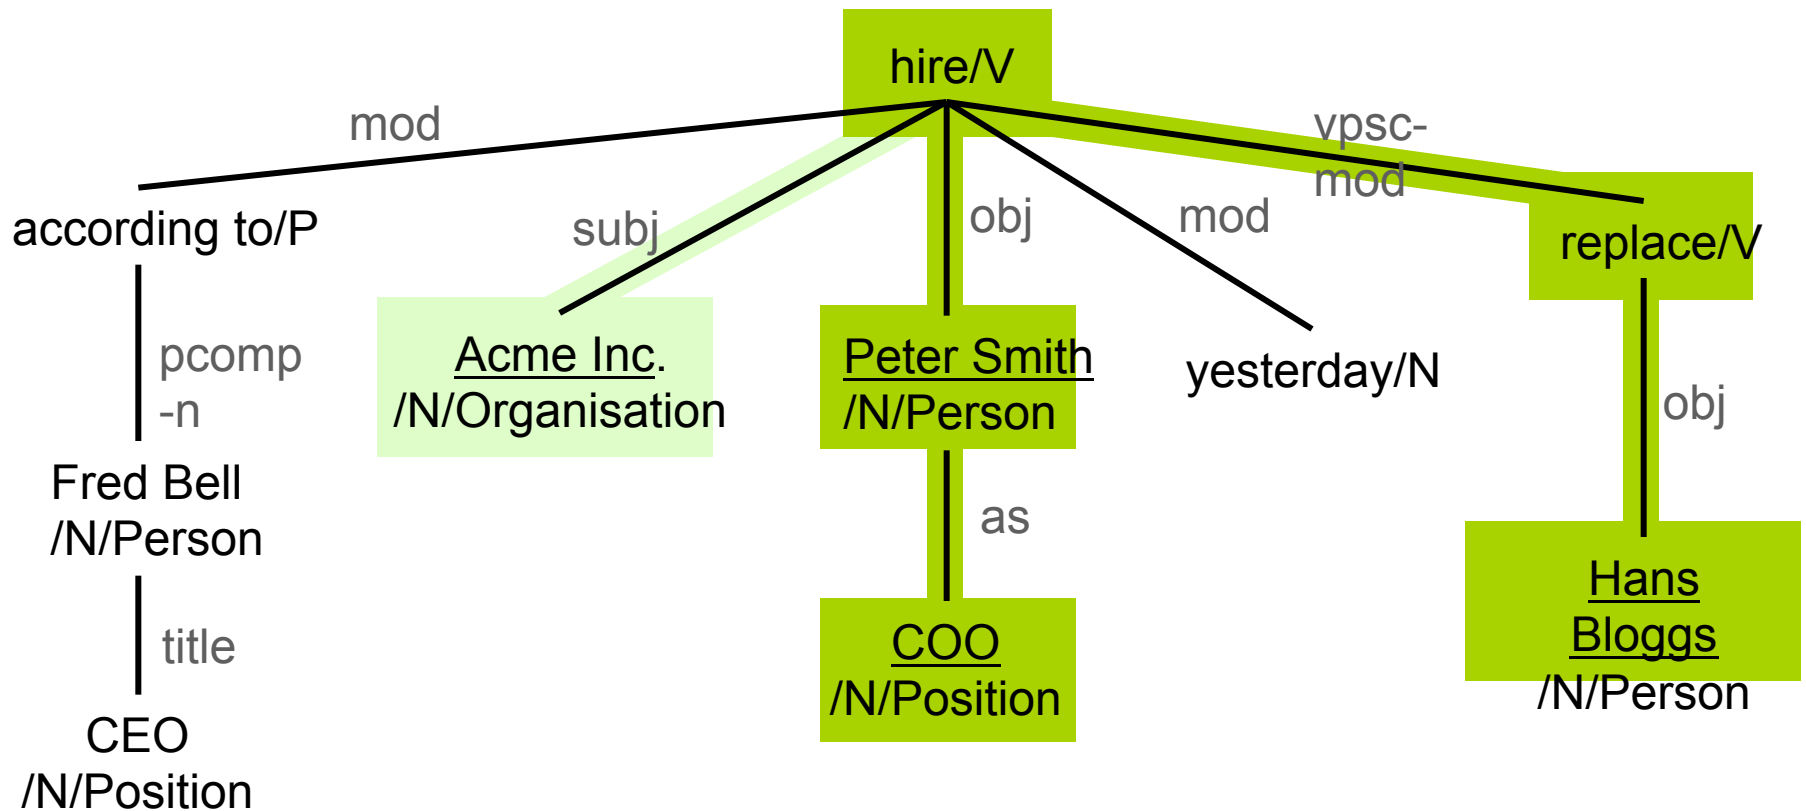 hire/V
mod
vpsc-
mod
according to/P
subj
obj
mod
replace/V
pcomp
-n
Acme Inc.
/N/Organisation
Peter Smith
/N/Person
yesterday/N
obj
Fred Bell
/N/Person
as
Hans
Bloggs
/N/Person
title
COO
/N/Position
CEO
/N/Position